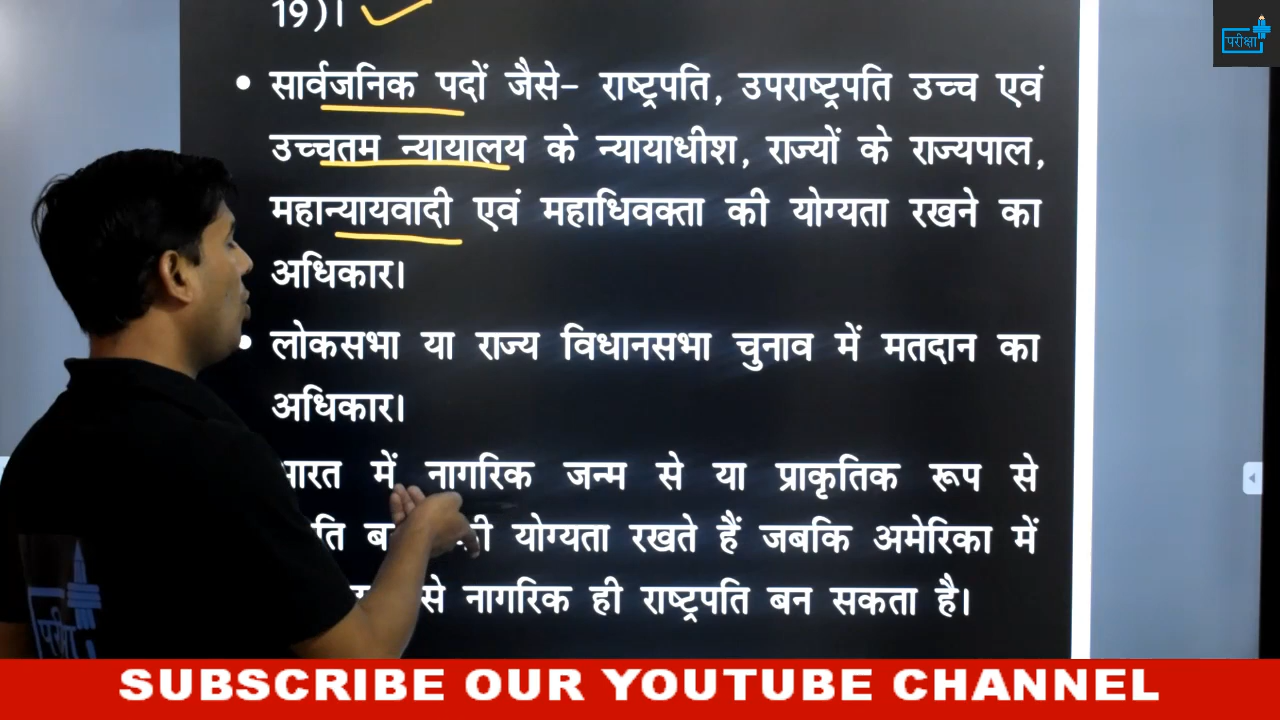 19)।
परीक्षा
सार्वजनिक पदों जैसे– राष्ट्रपति, उपराष्ट्रपति उच्च एवं
उच्चतम न्यायालय के न्यायाधीश, राज्यों के राज्यपाल,
महान्यायवादी एवं महाधिवक्ता की योग्यता रखने का
अधिकार।
लोकसभा या राज्य विधानसभा चुनाव में मतदान का
अधिकार।
में नागरिक जन्म से या प्राकृतिक रूप से
योग्यता रखते हैं जबकि अमेरिका में
से नागरिक ही राष्ट्रपति बन सकता है।
परीक्षा
SUBSCRIBE OUR YOUTUBE CHANNEL